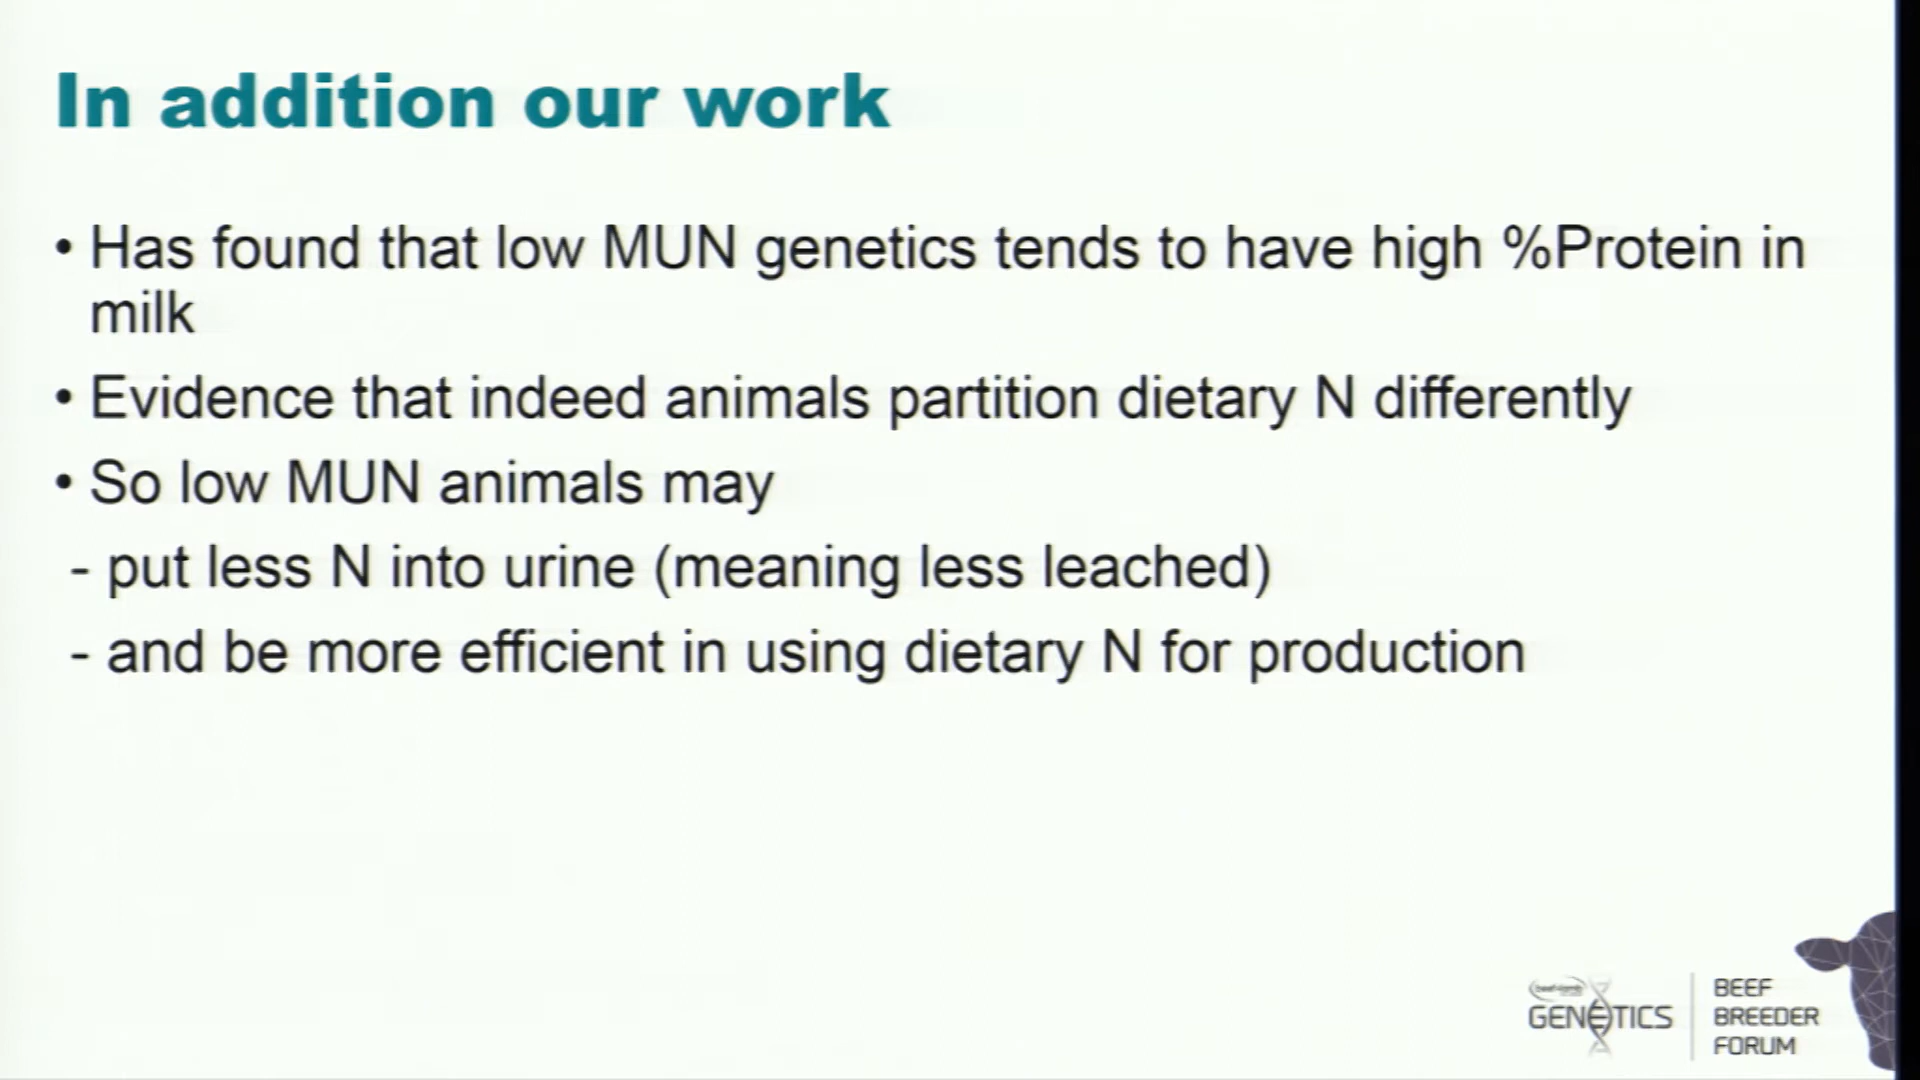 In addition our work
• Has found that low MUN genetics tends to have high %Protein in
milk
• Evidence that indeed animals partition dietary N differently
• So low MUN animals may
- put less N into urine (meaning less leached)
- and be more efficient in using dietary N for production
GENETICS
BEEF
BREEDER
FORUM